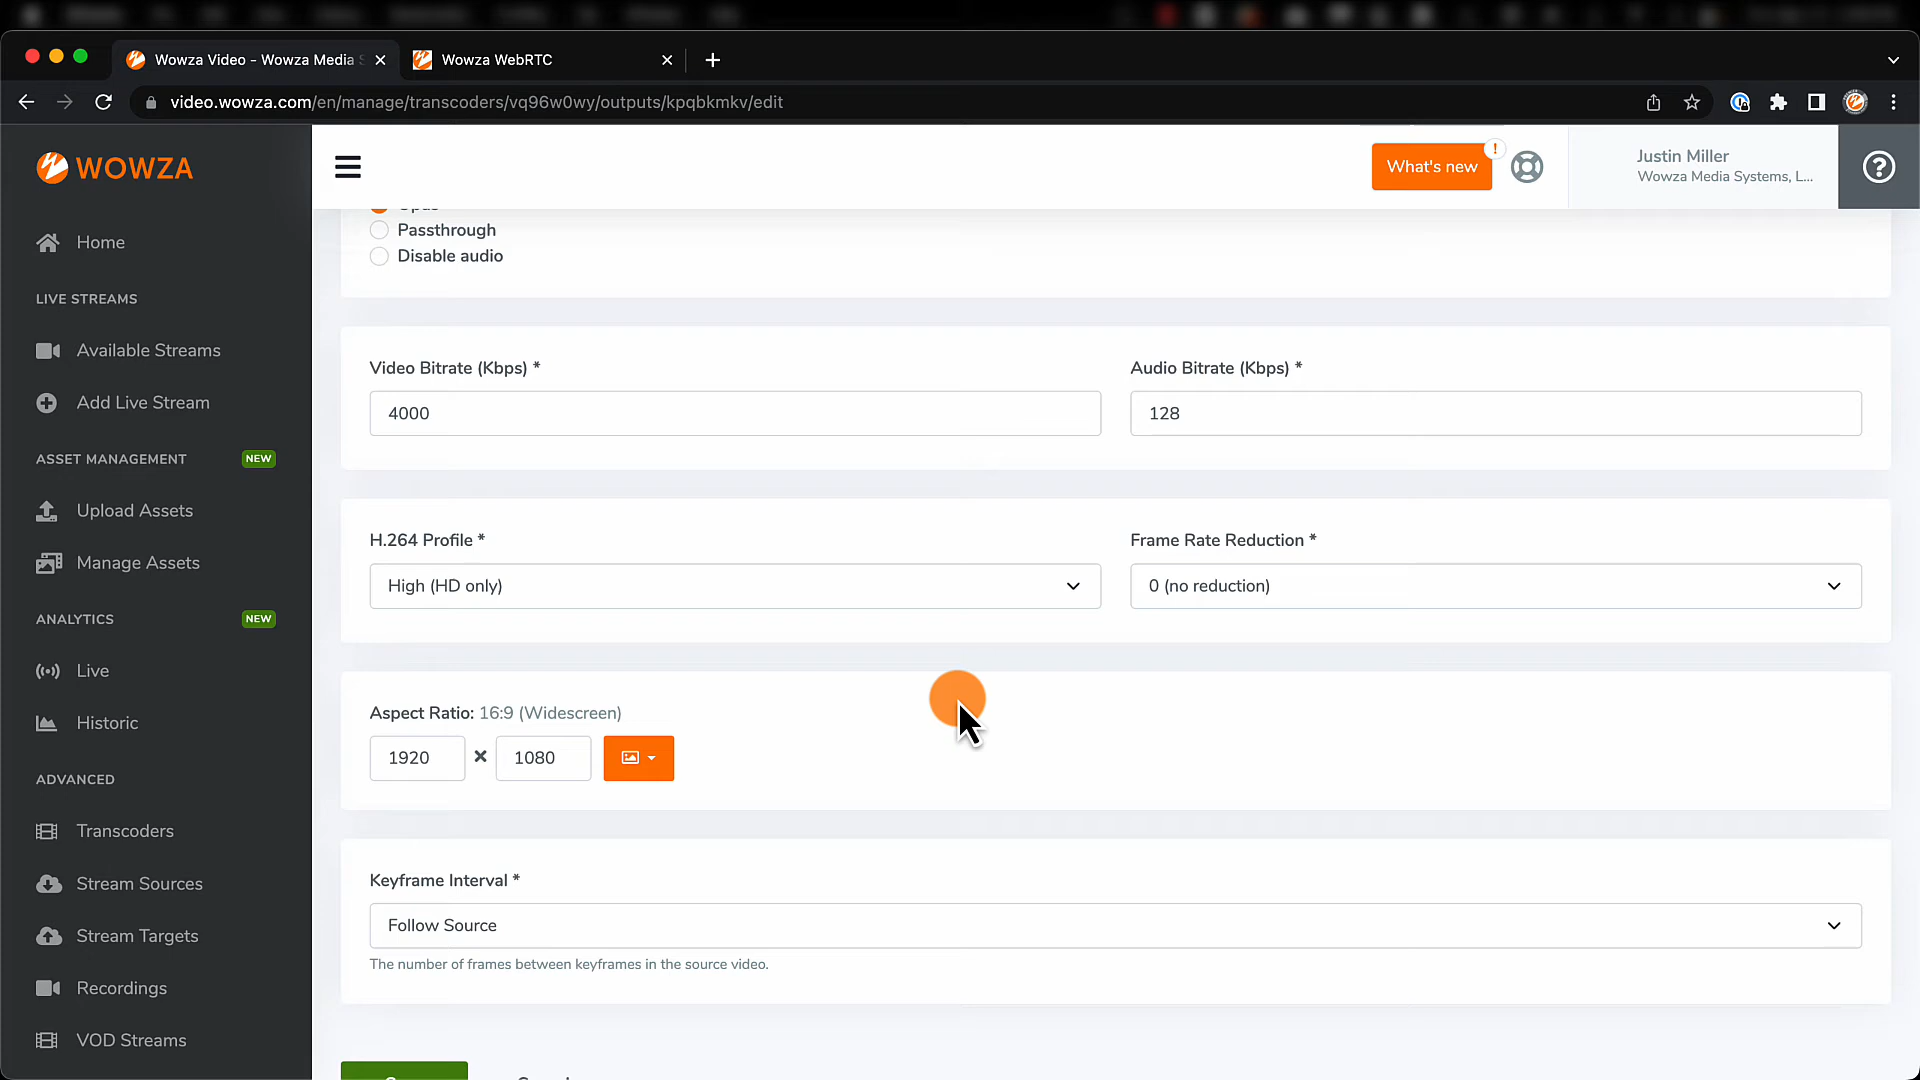 Wowza Video - Wowza Media S
Wowza WebRTC
video.wowza.com/en/manage/transcoders/vq96w0wy/outputs/kpqbkmkv/edit
WOWZA
What's new
!
Justin Miller
Wowza Media Systems, L...
?
Home
LIVE STREAMS
Available Streams
Add Live Stream
ASSET MANAGEMENT NEW
Upload Assets
Manage Assets
ANALYTICS NEW
Live
Historic
ADVANCED
Transcoders
Stream Sources
Stream Targets
Recordings
VOD Streams
Passthrough
Disable audio
Video Bitrate (Kbps) *
4000
Audio Bitrate (Kbps) *
128
H.264 Profile *
High (HD only)
Frame Rate Reduction *
0 (no reduction)
Aspect Ratio: 16:9 (Widescreen)
1920 × 1080
Keyframe Interval *
Follow Source
The number of frames between keyframes in the source video.